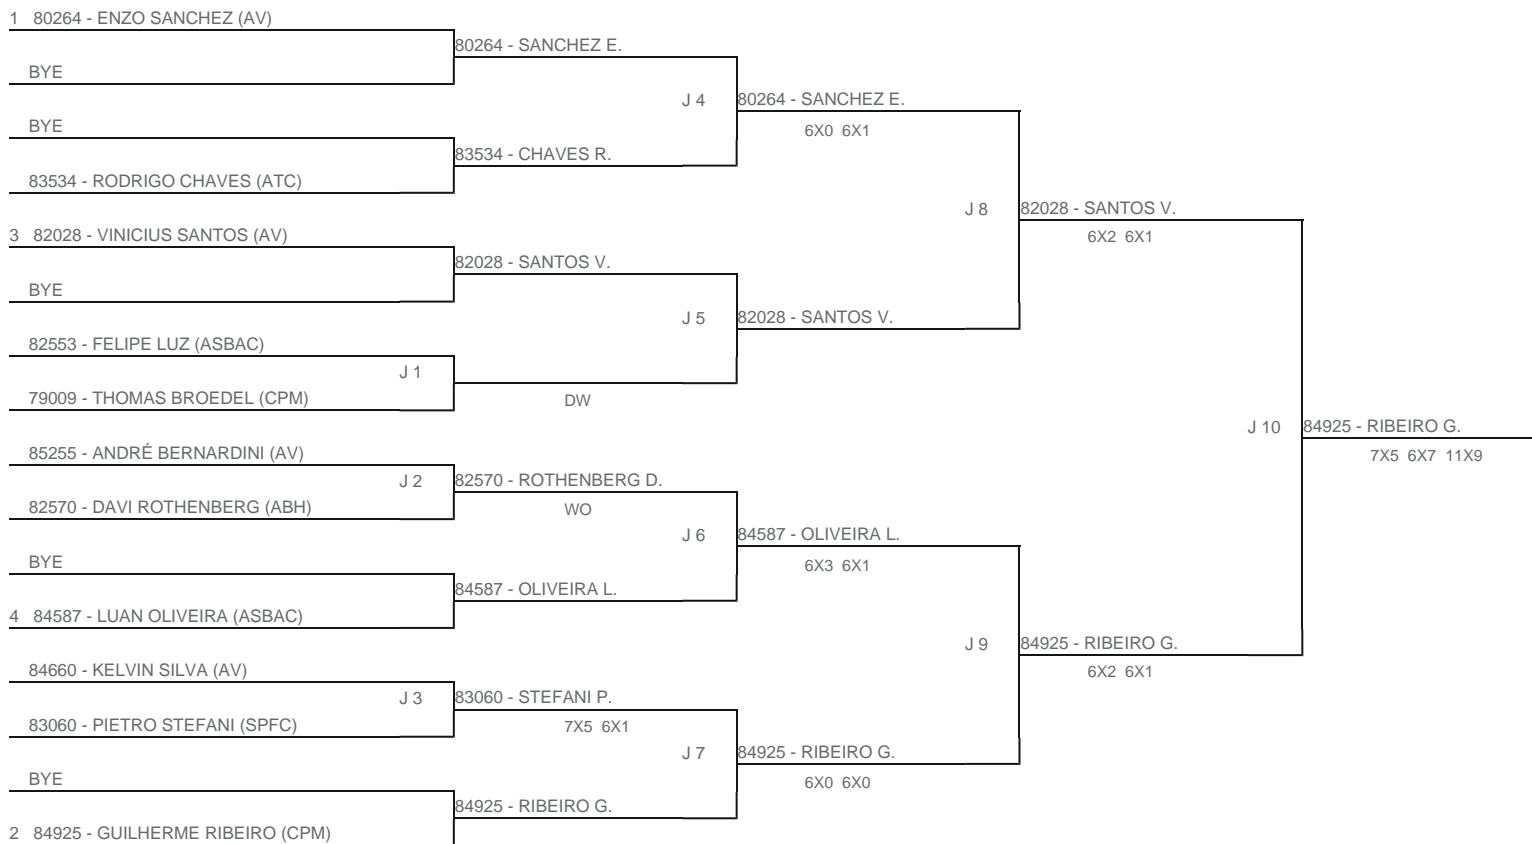 1 80264 - ENZO SANCHEZ (AV)
80264 - SANCHEZ E.
BYE
J 4
80264 - SANCHEZ E.
BYE
6X0 6X1
83534 - CHAVES R.
83534 - RODRIGO CHAVES (ATC)
J 8
82028 - SANTOS V.
3 82028 - VINICIUS SANTOS (AV)
6X2 6X1
82028 - SANTOS V.
BYE
J 5
82028 - SANTOS V.
82553 - FELIPE LUZ (ASBAC)
J 1
79009 - THOMAS BROEDEL (CPM)
DW
J 10
84925 - RIBEIRO G.
85255 - ANDRÉ BERNARDINI (AV)
7X5 6X7 11X9
J 2
82570 - ROTHENBERG D.
82570 - DAVI ROTHENBERG (ABH)
WO
J 6
84587 - OLIVEIRA L.
BYE
6X3 6X1
84587 - OLIVEIRA L.
4 84587 - LUAN OLIVEIRA (ASBAC)
J 9
84925 - RIBEIRO G.
84660 - KELVIN SILVA (AV)
6X2 6X1
J 3
83060 - STEFANI P.
83060 - PIETRO STEFANI (SPFC)
7X5 6X1
J 7
84925 - RIBEIRO G.
BYE
6X0 6X0
84925 - RIBEIRO G.
2 84925 - GUILHERME RIBEIRO (CPM)